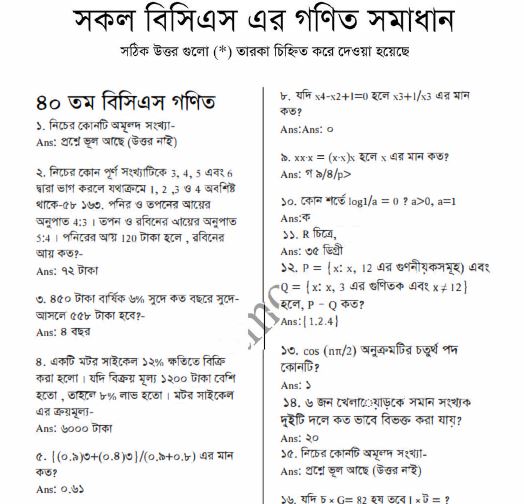 সকল বিসিএস এর গণিত সমাধান
সঠিক উত্তর গুলো (*) তারকা চিহ্নিত করে দেওয়া হয়েছে
৪০ তম বিসিএস গণিত
১. নিচের কোনটি অমূলদ সংখ্যা-
Ans: প্রশ্নে ভূল আছে (উত্তর নাই)
২. নিচের কোন পূর্ণ সংখ্যাটিকে 3, 4, 5 এবং 6
দ্বারা ভাগ করলে যথাক্রমে 1, 2 ,3 ও 4 অবশিষ্ট
থাকে-৫৮ ১৬৩. পনির ও তপনের আয়ের
অনুপাত 4:3 । তপন ও রবিনের আয়ের অনুপাত
5:4 । পনিরের আয় 120 টাকা হলে , রবিনের
আয় কত?-
Ans: ৭২ টাকা
৩. ৪৫০ টাকা বার্ষিক ৬% সুদে কত বছরে সুদে-
আসলে ৫৫৮ টাকা হবে?-
Ans: ৪ বছর
৪. একটি মটর সাইকেল ১২% ক্ষতিতে বিক্রি
করা হলো। যদি বিক্রয় মূল্য ১২০০ টাকা বেশি
হতো , তাহলে ৮% লাভ হতো । মটর সাইকেল
এর ক্রয়মূল্য-
Ans: ৬০০০ টাকা
৫. {(০.৯)৩+(০.৪)৩}/(০.৯+০.৮) এর মান
কত?
Ans: ০.৬১
৮. যদি x4-x2+1=0 হলে x3+1/x3 এর মান
কত?
Ans:Ans: ০
৯. xx·x = (x·x)x হলে x এর মান কত?
Ans: গ ৯/৪/p>
১০. কোন শর্তে log1/a = 0 ? a>0, a=1
Ans:ক
১১. R চিত্রে,
Ans: ৩৫ ডিগ্রী
১২. P = {x: x, 12 এর গুণনীয়কসমূহ) এবং
Q = {x: x, 3 এর গুণিতক এবং x ≠ 12}
হলে, P - Q কত?
Ans:{1.2.4}
১৩. cos (nπ/2) অনুক্রমটির চতুর্থ পদ
কোনটি?
Ans: ১
১৪. ৬ জন খেলাোয়াড়কে সমান সংখ্যক
দুইটি দলে কত ভাবে বিভক্ত করা যায়?
Ans: ২০
১৫. নিচের কোনটি অমূলদ সংখ্যা-
Ans: প্রশ্নে ভূল আছে (উত্তর নাই)
১৬. যদি চ × G= 82 হয় তবে J × ট = ?